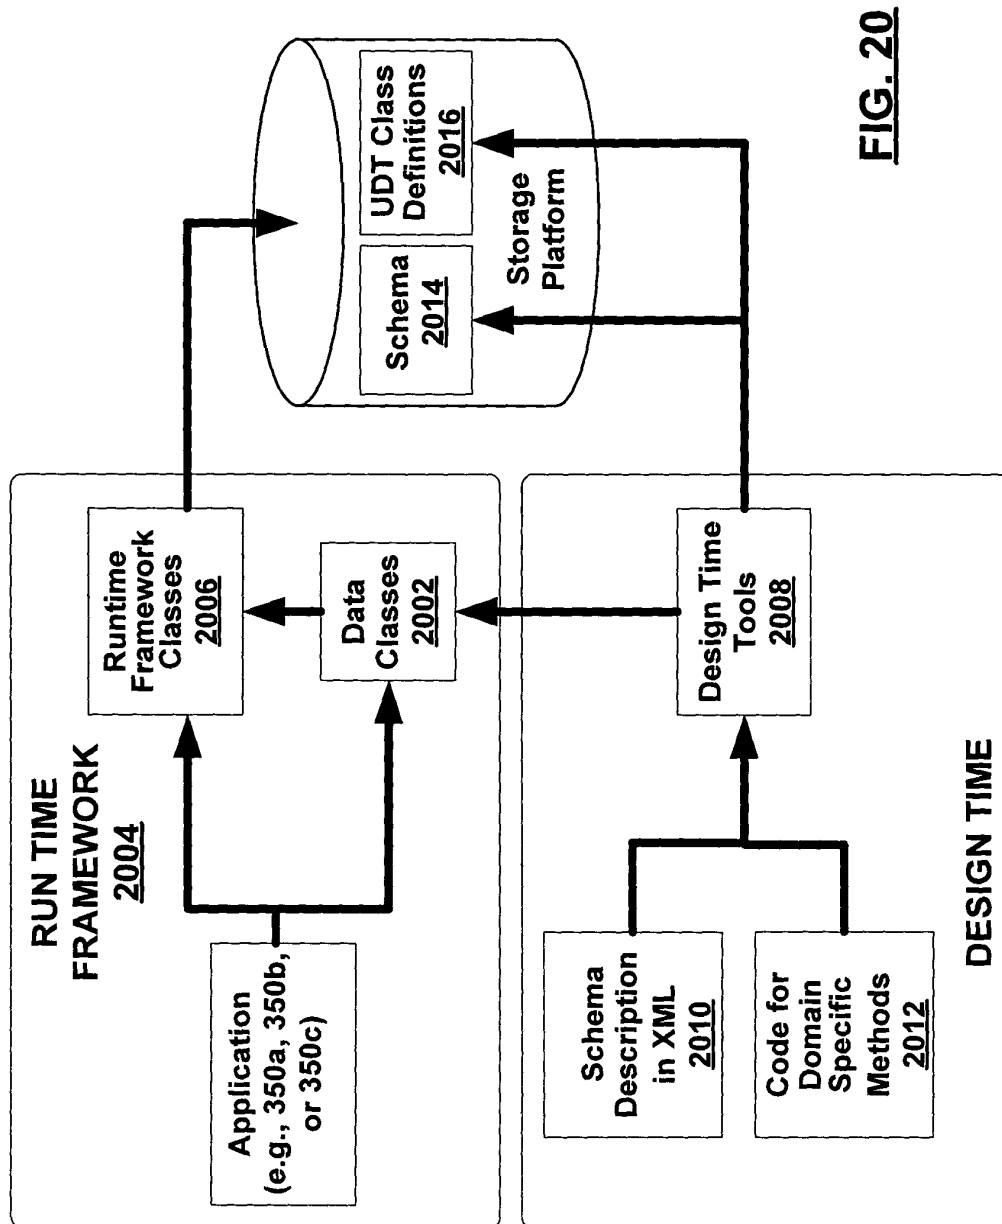 RUN TIME
FRAMEWORK
2004
Application
(e.g., 350a, 350b,
or 350c)
Runtime
Framework
Classes
2006
Data
Classes
2002
DESIGN TIME
Schema
Description
in XML
2010
Code for
Domain
Specific
Methods
2012
Design Time
Tools
2008
Schema
2014
UDT Class
Definitions
2016
Storage
Platform
FIG. 20